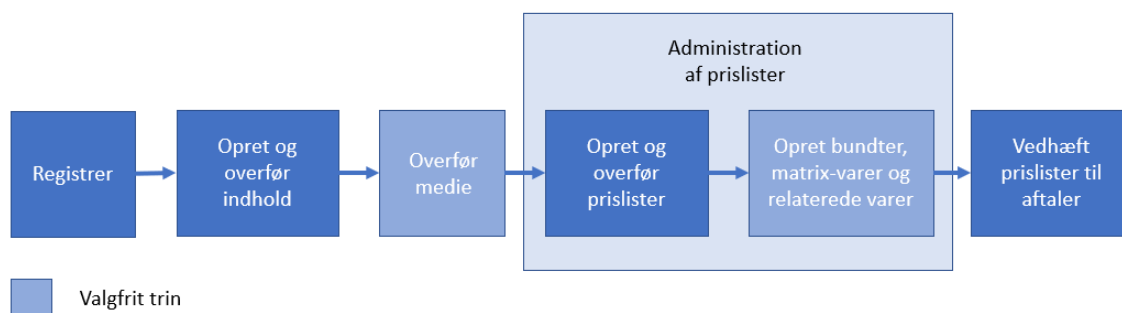 Administration
af prislister
Registrer
Opret og
overfør
indhold
Overfør
medie
Opret og
overfør
prislister
Opret bundter,
matrix-varer og
relaterede varer
Vedhæft
prislister til
aftaler
Valgfrit trin